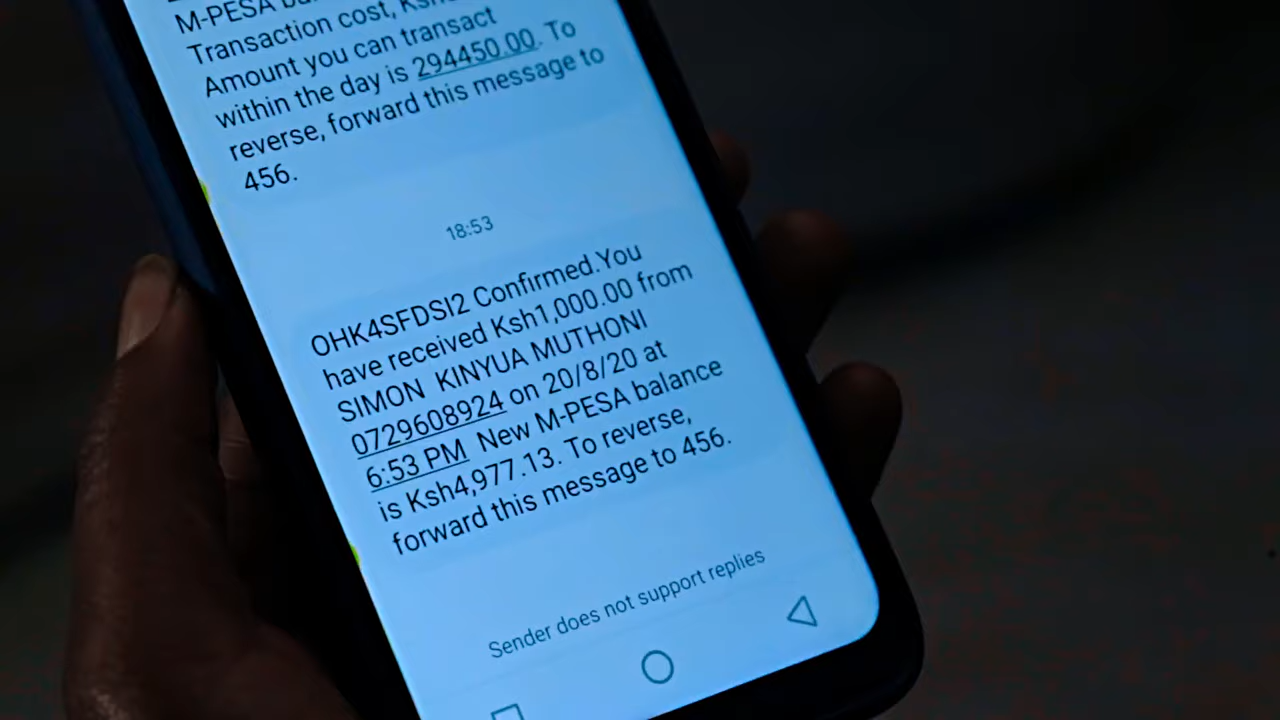 M-PESA
Transaction cost,
Amount you can transact
within the day is 294450.00. To
reverse, forward this message to
456.
18:53
OHK4SFDSI2 Confirmed.You
have received Ksh1,000.00 from
SIMON KINYUA MUTHONI
0729608924 on 20/8/20 at
6:53 PM New M-PESA balance
is Ksh4,977.13. To reverse,
forward this message to 456.
Sender does not support replies